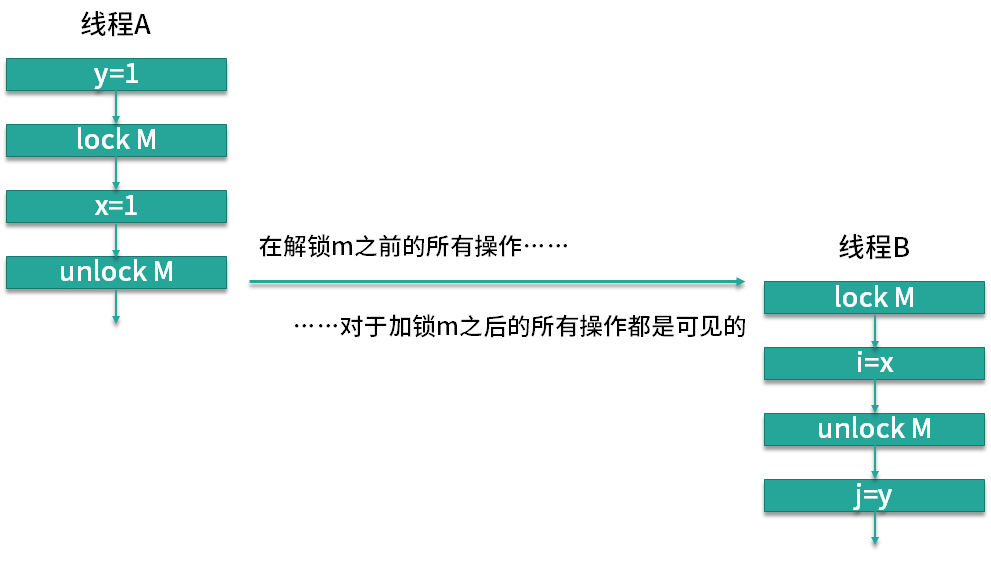 线程A
y=1
lock M
x=1
unlock M
在解锁m之前的所有操作……
……对于加锁m之后的所有操作都是可见的
线程B
lock M
i=x
unlock M
j=y